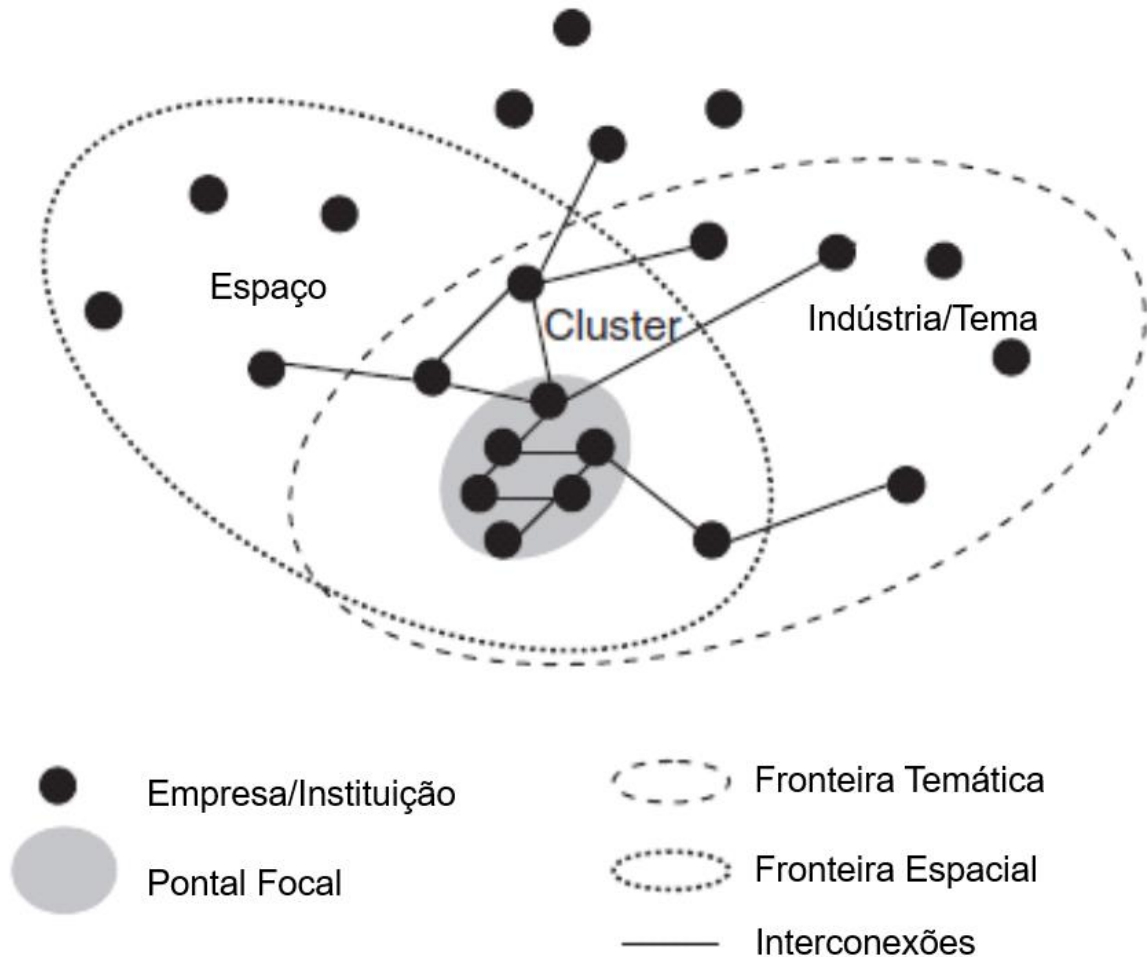 Espaço
Cluster
Indústria/Tema
Empresa/Instituição
Pontal Focal
Fronteira Temática
Fronteira Espacial
Interconexões